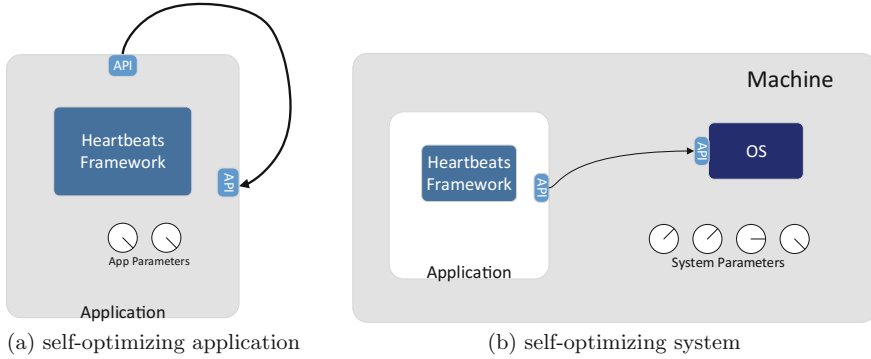 API
Heartbeats
Framework
API
App Parameters
Application
(a) self-optimizing application
Machine
Heartbeats
Framework
API
API
OS
Application
System Parameters
(b) self-optimizing system